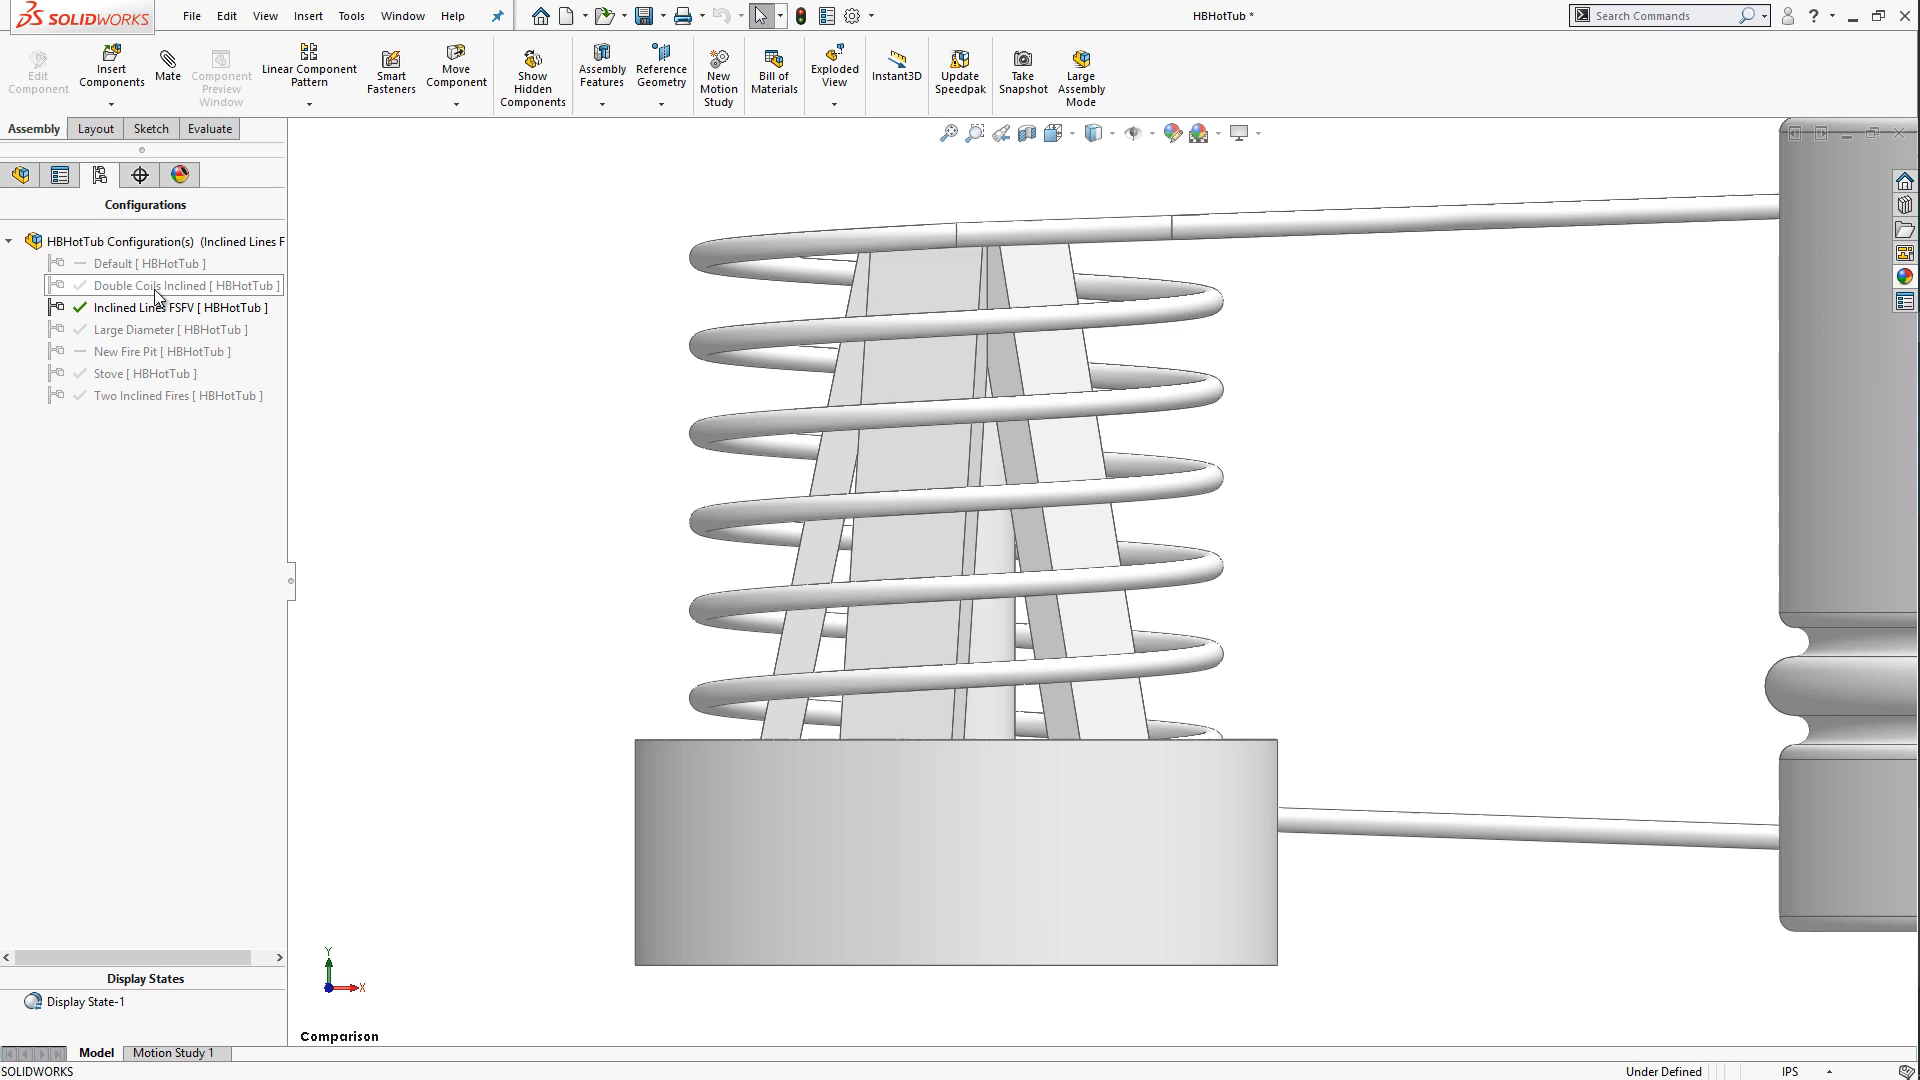 SOLIDWORKS File Edit View Insert Tools Window Help HBHotTub * Search Commands ?
Edit Component
Insert Components
Mate
Component Preview Window
Linear Component Pattern
Smart Fasteners
Move Component
Show Hidden Components
Assembly Features
Reference Geometry
New Motion Study
Bill of Materials
Exploded View
Instant3D
Update Speedpak
Take Snapshot
Large Assembly Mode
Assembly Layout Sketch Evaluate
Configurations
HBHotTub Configuration(s) (Inclined Lines F
Default [ HBHotTub ]
Double Coils Inclined [ HBHotTub ]
Inclined Lines FSFV [ HBHotTub ]
Large Diameter [ HBHotTub ]
New Fire Pit [ HBHotTub ]
Stove [ HBHotTub ]
Two Inclined Fires [ HBHotTub ]
Display States
Display State-1
Y
X
Comparison
Model Motion Study 1
SOLIDWORKS Under Defined IPS